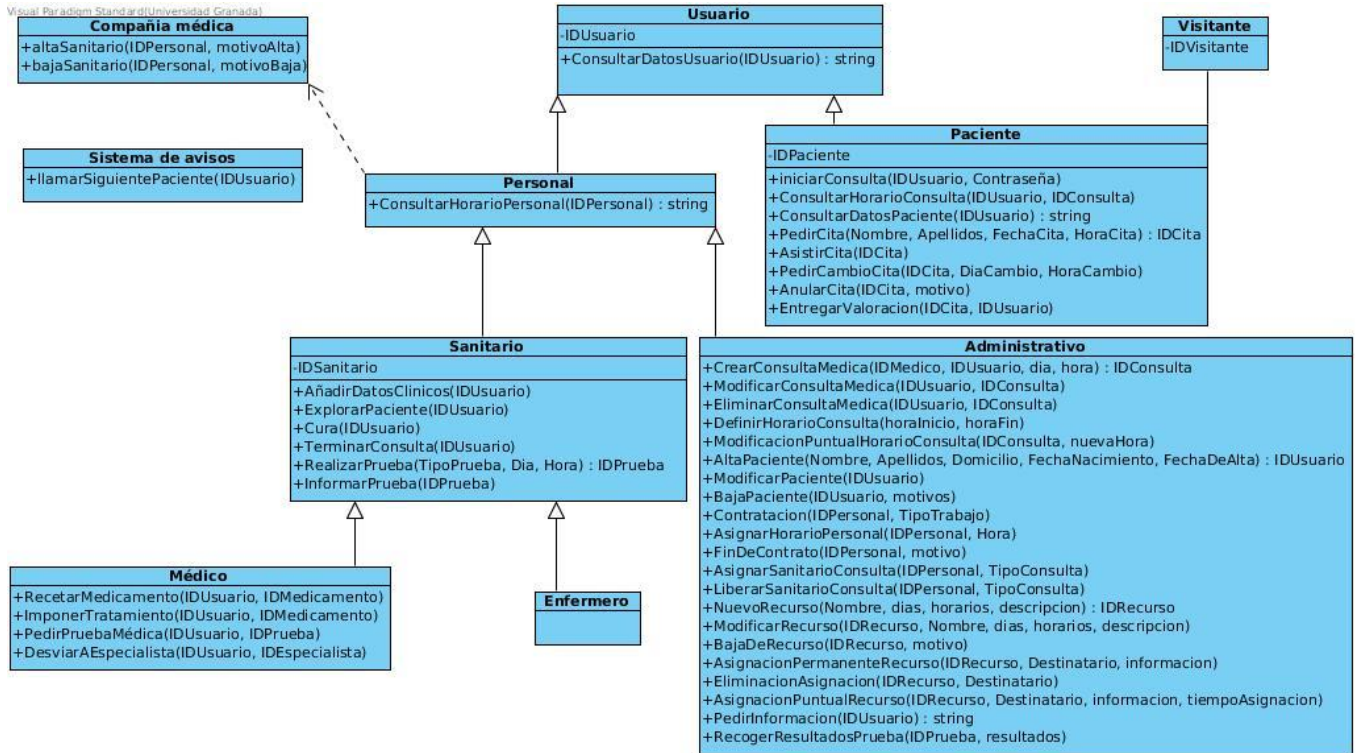 Visual Paradigm Standard(Universidad Granada)
Compañia médica
+altaSanitario(IDPersonal, motivoAlta)
+bajaSanitario(IDPersonal, motivoBaja)
Usuario
-IDUsuario
+ConsultarDatosUsuario(IDUsuario) : string
Visitante
-IDVisitante
Sistema de avisos
+llamarSiguientePaciente(IDUsuario)
Personal
+ConsultarHorarioPersonal(IDPersonal) : string
Paciente
-IDPaciente
+iniciarConsulta(IDUsuario, Contraseña)
+ConsultarHorarioConsulta(IDUsuario, IDConsulta)
+ConsultarDatosPaciente(IDUsuario) : string
+PedirCita(Nombre, Apellidos, FechaCita, HoraCita) : IDCita
+AsistirCita(IDCita)
+PedirCambioCita(IDCita, DiaCambio, HoraCambio)
+AnularCita(IDCita, motivo)
+EntregarValoracion(IDCita, IDUsuario)
Sanitario
-IDSanitario
+AñadirDatosClinicos(IDUsuario)
+ExplorarPaciente(IDUsuario)
+Cura(IDUsuario)
+TerminarConsulta(IDUsuario)
+RealizarPrueba(TipoPrueba, Dia, Hora) : IDPrueba
+InformarPrueba(IDPrueba)
Administrativo
+CrearConsultaMedica(IDMedico, IDUsuario, dia, hora) : IDConsulta
+ModificarConsultaMedica(IDUsuario, IDConsulta)
+EliminarConsultaMedica(IDUsuario, IDConsulta)
+DefinirHorarioConsulta(horaInicio, horaFin)
+ModificacionPuntualHorarioConsulta(IDConsulta, nuevaHora)
+AltaPaciente(Nombre, Apellidos, Domicilio, FechaNacimiento, FechaDeAlta) : IDUsuario
+ModificarPaciente(IDUsuario)
+BajaPaciente(IDUsuario, motivos)
+Contratacion(IDPersonal, TipoTrabajo)
+AsignarHorarioPersonal(IDPersonal, Hora)
+FinDeContrato(IDPersonal, motivo)
+AsignarSanitarioConsulta(IDPersonal, TipoConsulta)
+LiberarSanitarioConsulta(IDPersonal, TipoConsulta)
+NuevoRecurso(Nombre, dias, horarios, descripcion) : IDRecurso
+ModificarRecurso(IDRecurso, Nombre, dias, horarios, descripcion)
+BajaDeRecurso(IDRecurso, motivo)
+AsignacionPermanenteRecurso(IDRecurso, Destinatario, informacion)
+EliminacionAsignacion(IDRecurso, Destinatario)
+AsignacionPuntualRecurso(IDRecurso, Destinatario, informacion, tiempoAsignacion)
+PedirInformacion(IDUsuario) : string
+RecogerResultadosPrueba(IDPrueba, resultados)
Médico
+RecetarMedicamento(IDUsuario, IDMedicamento)
+ImponerTratamiento(IDUsuario, IDMedicamento)
+PedirPruebaMédica(IDUsuario, IDPrueba)
+DesviarAEspecialista(IDUsuario, IDEspecialista)
Enfermero